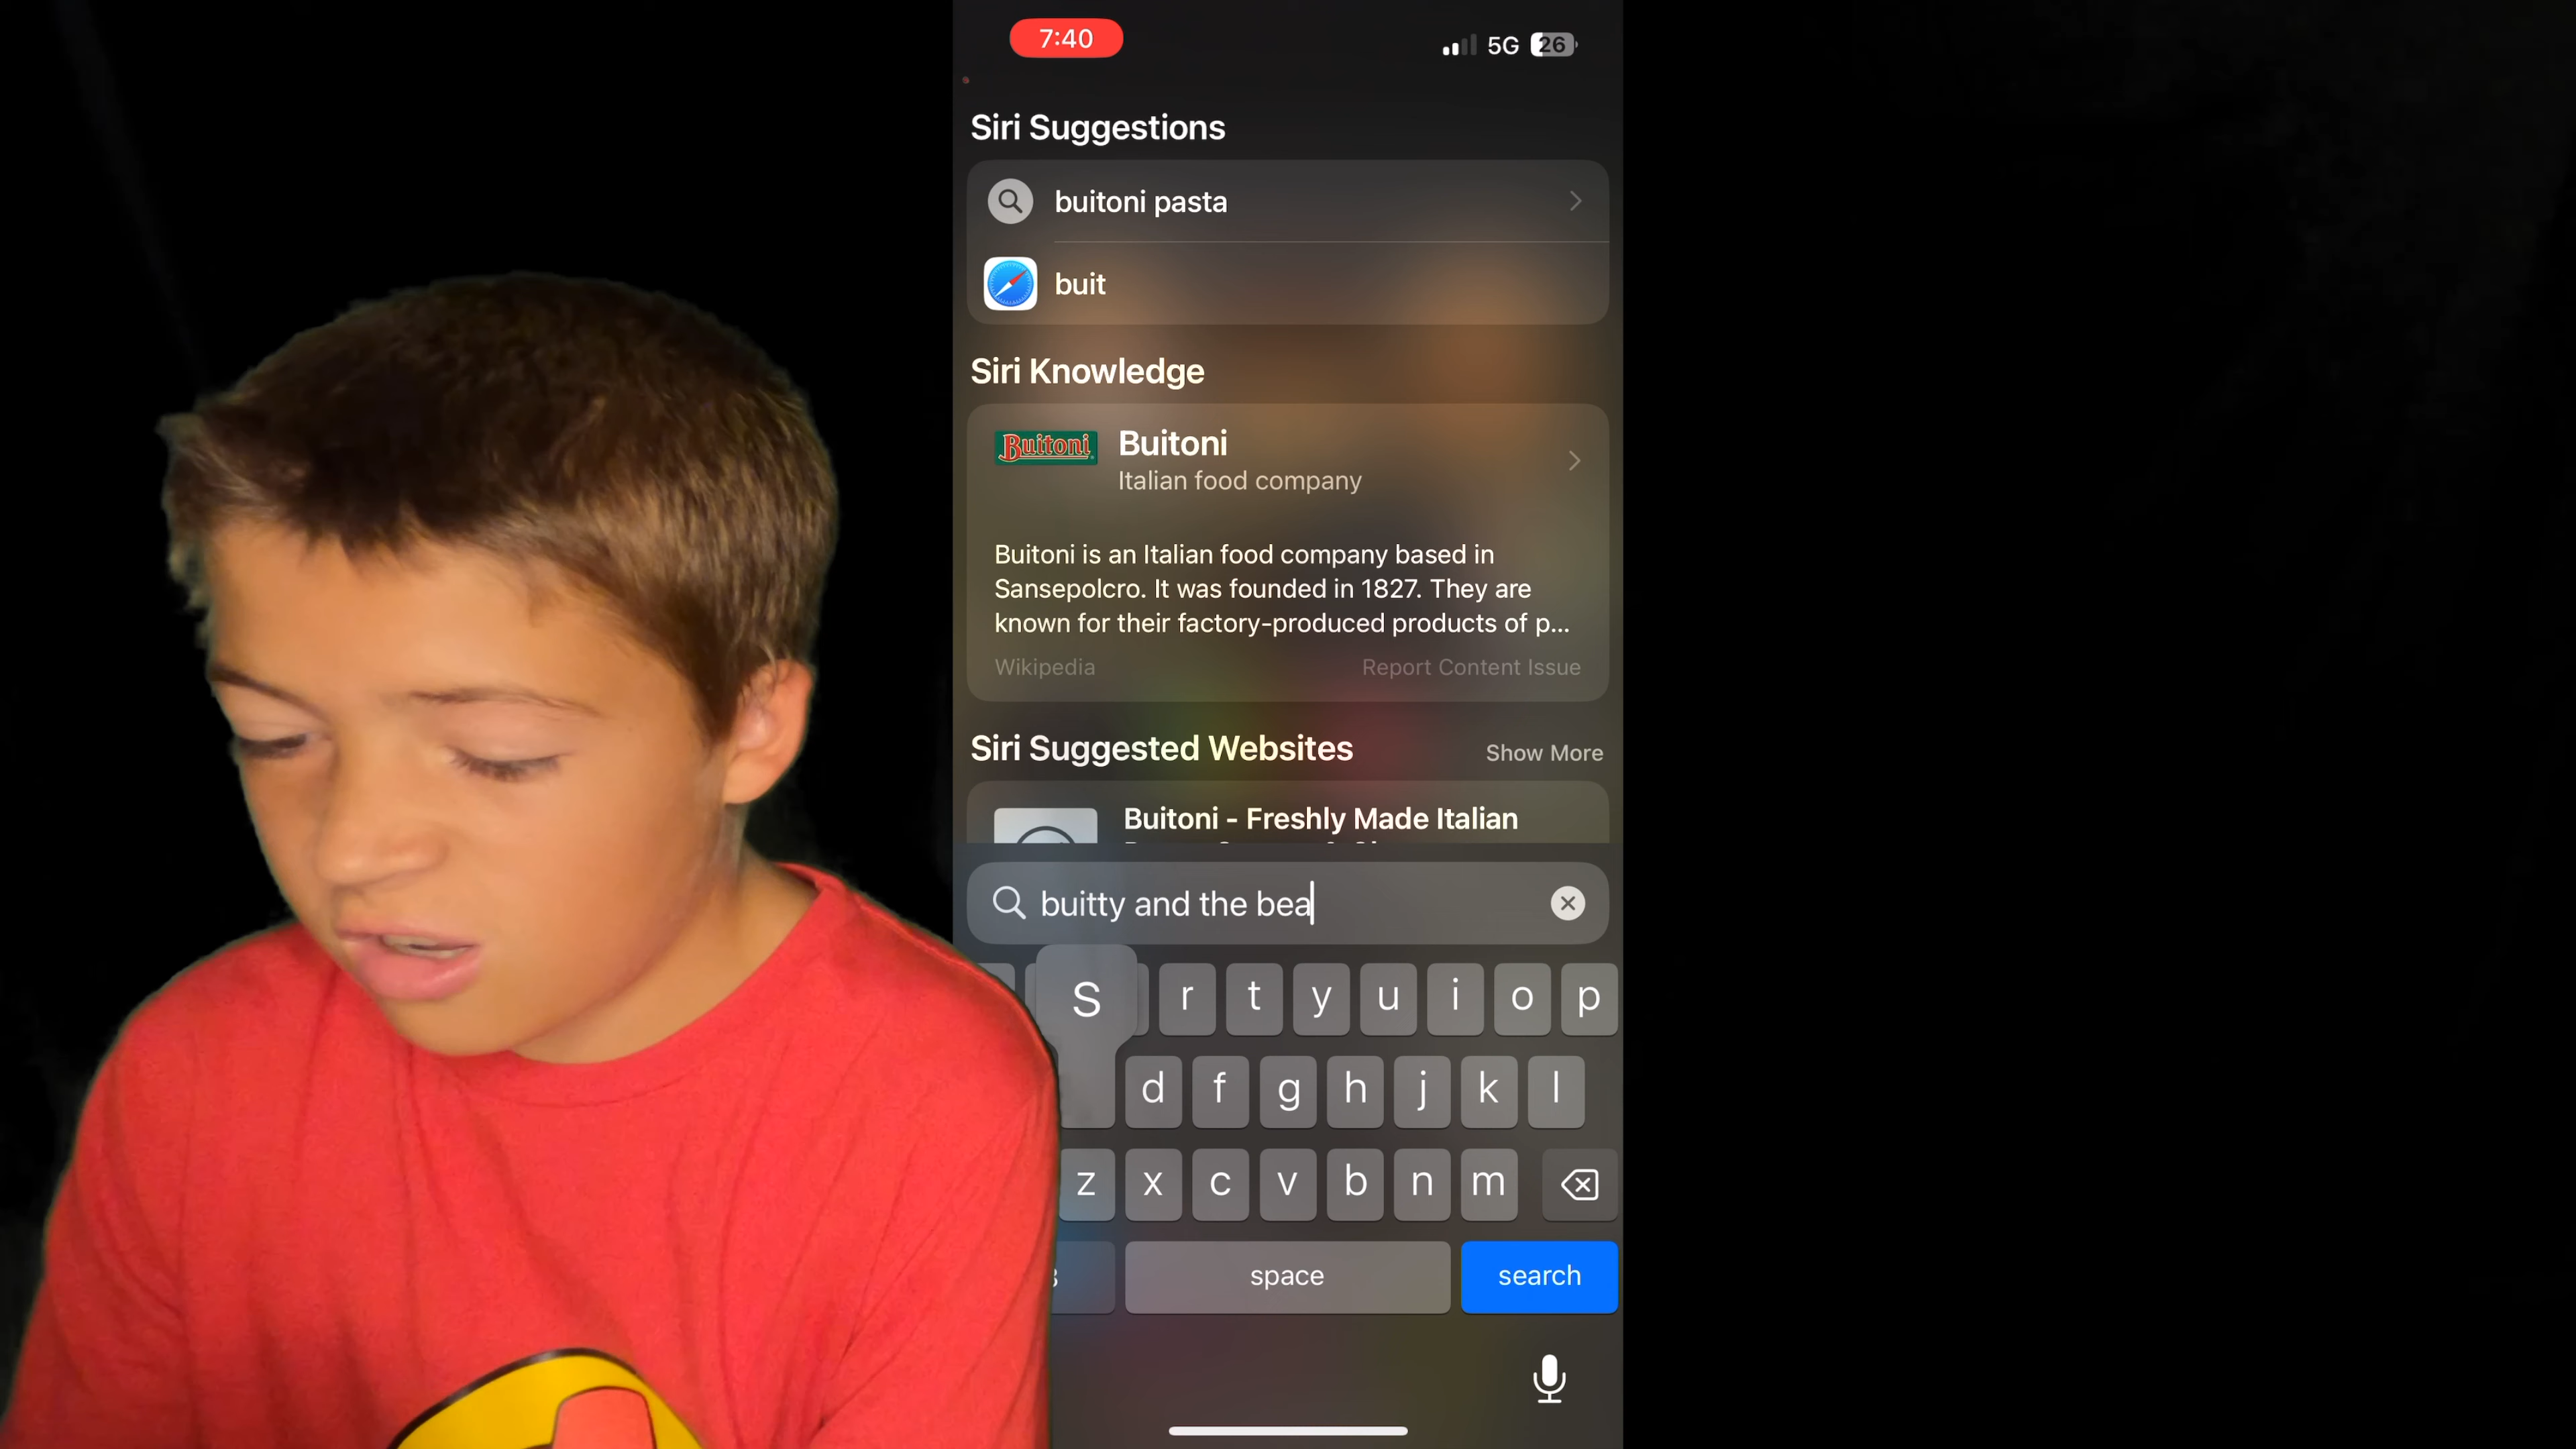 7:40
5G 26
Siri Suggestions
buitoni pasta
buit
Siri Knowledge
Buitoni
Buitoni
Italian food company
Buitoni is an Italian food company based in
Sansepolcro. It was founded in 1827. They are
known for their factory-produced products of p...
Wikipedia Report Content Issue
Siri Suggested Websites Show More
Buitoni - Freshly Made Italian
buitty and the bea
S r t y u i o p
d f g h j k l
z x c v b n m
space search